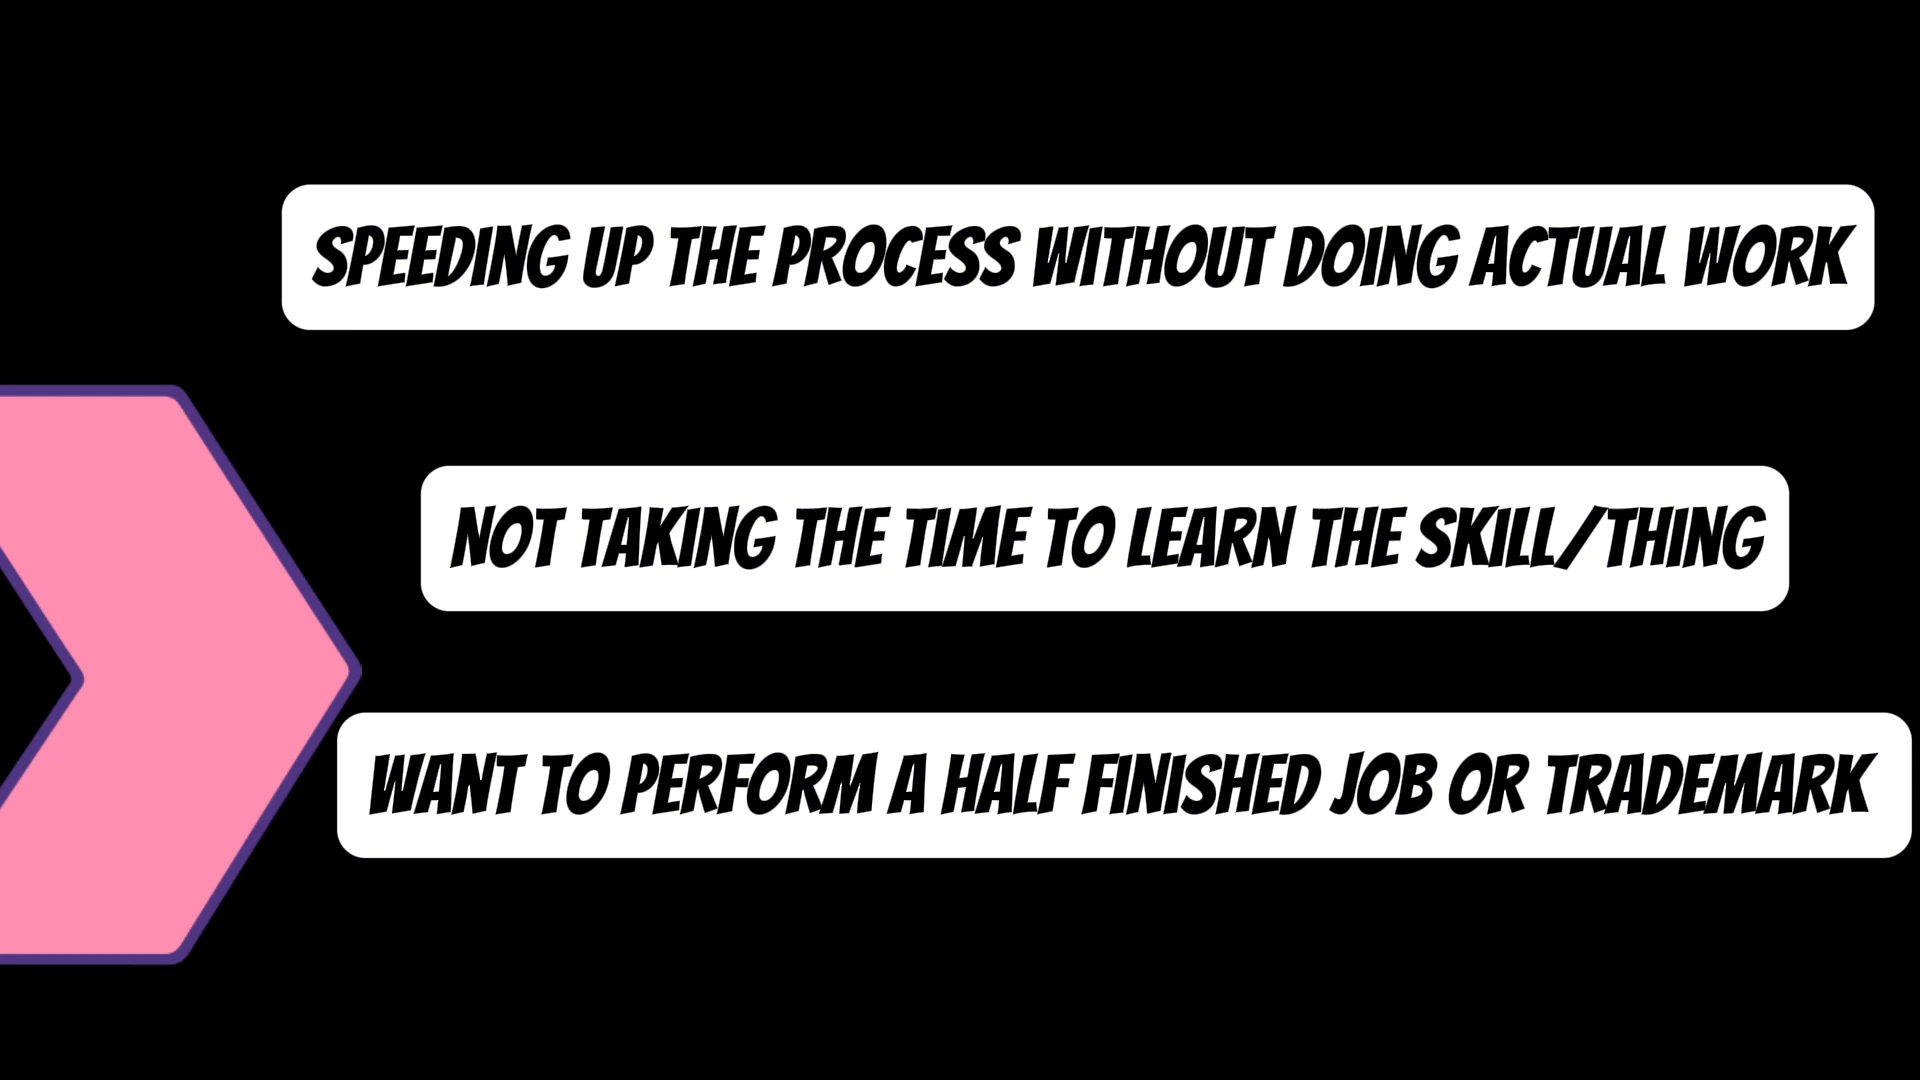 SPEEDING UP THE PROCESS WITHOUT DOING ACTUAL WORK
NOT TAKING THE TIME TO LEARN THE SKILL/THING
WANT TO PERFORM A HALF FINISHED JOB OR TRADEMARK